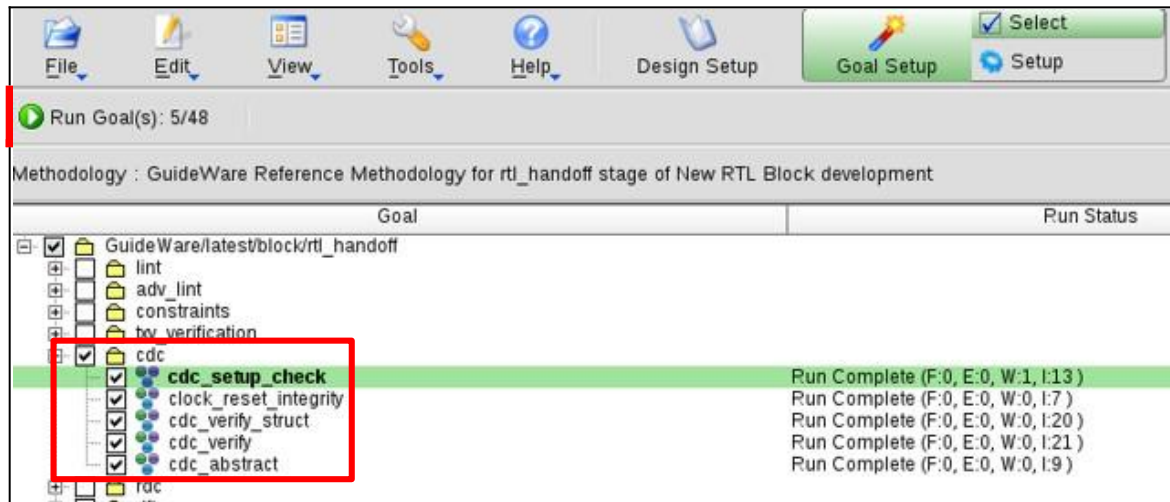 File Edit View Tools Help Design Setup Goal Setup Select
Setup
Run Goal(s): 5/48
Methodology : GuideWare Reference Methodology for rtl_handoff stage of New RTL Block development
Goal Run Status
GuideWare/latest/block/rtl_handoff
lint
adv_lint
constraints
txv_verification
cdc
cdc_setup_check Run Complete (F:0, E:0, W:1, I:13 )
clock_reset_integrity Run Complete (F:0, E:0, W:0, I:7 )
cdc_verify_struct Run Complete (F:0, E:0, W:0, I:20 )
cdc_verify Run Complete (F:0, E:0, W:0, I:21 )
cdc_abstract Run Complete (F:0, E:0, W:0, I:9 )
rdc